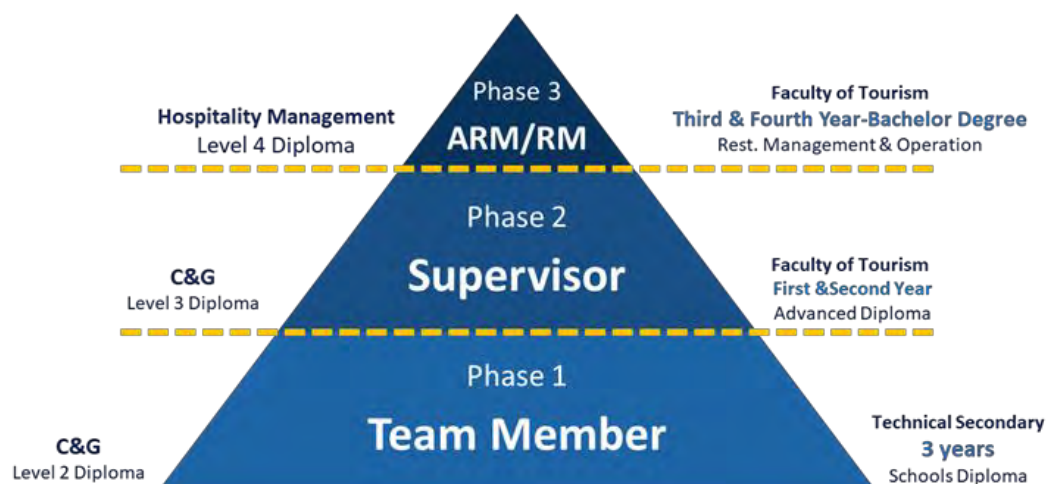 Phase 3
ARM/RM
Hospitality Management
Level 4 Diploma
Faculty of Tourism
Third & Fourth Year-Bachelor Degree
Rest. Management & Operation
Phase 2
Supervisor
C&G
Level 3 Diploma
Faculty of Tourism
First &Second Year
Advanced Diploma
Phase 1
Team Member
C&G
Level 2 Diploma
Technical Secondary
3 years
Schools Diploma